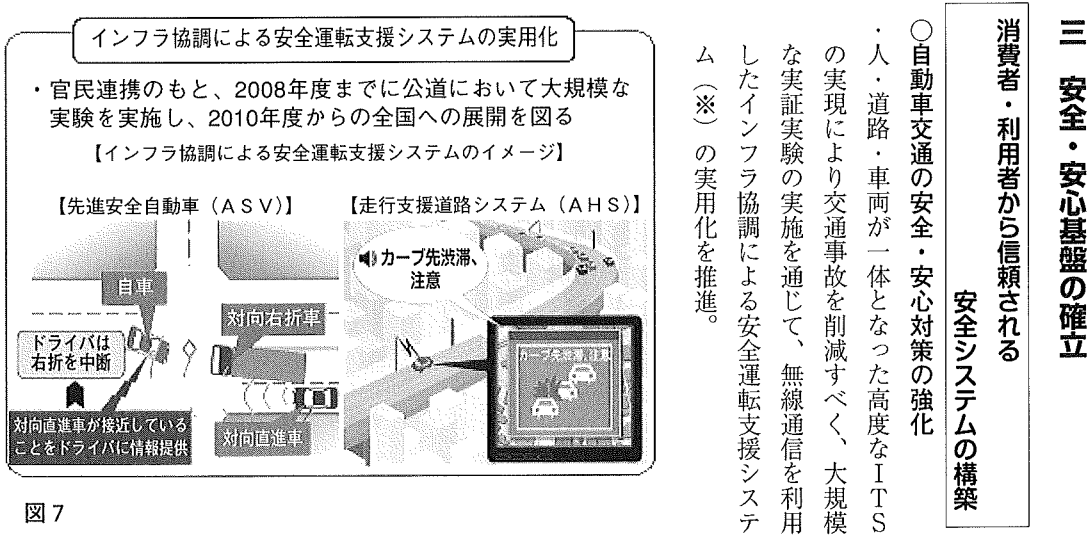 三　安全・安心基盤の確立
消費者・利用者から信頼される
安全システムの構築
○自動車交通の安全・安心対策の強化
・人・道路・車両が一体となった高度なＩＴＳ
の実現により交通事故を削減すべく、大規模
な実証実験の実施を通じて、無線通信を利用
したインフラ協調による安全運転支援システ
ム（※）の実用化を推進。
インフラ協調による安全運転支援システムの実用化
・官民連携のもと、2008年度までに公道において大規模な
実験を実施し、2010年度からの全国への展開を図る
【インフラ協調による安全運転支援システムのイメージ】
【先進安全自動車（ＡＳＶ）】
自車
対向右折車
ドライバは
右折を中断
対向直進車が接近している
ことをドライバに情報提供
対向直進車
【走行支援道路システム（ＡＨＳ）】
カーブ先渋滞、
注意
カーブ先渋滞、注意
図７